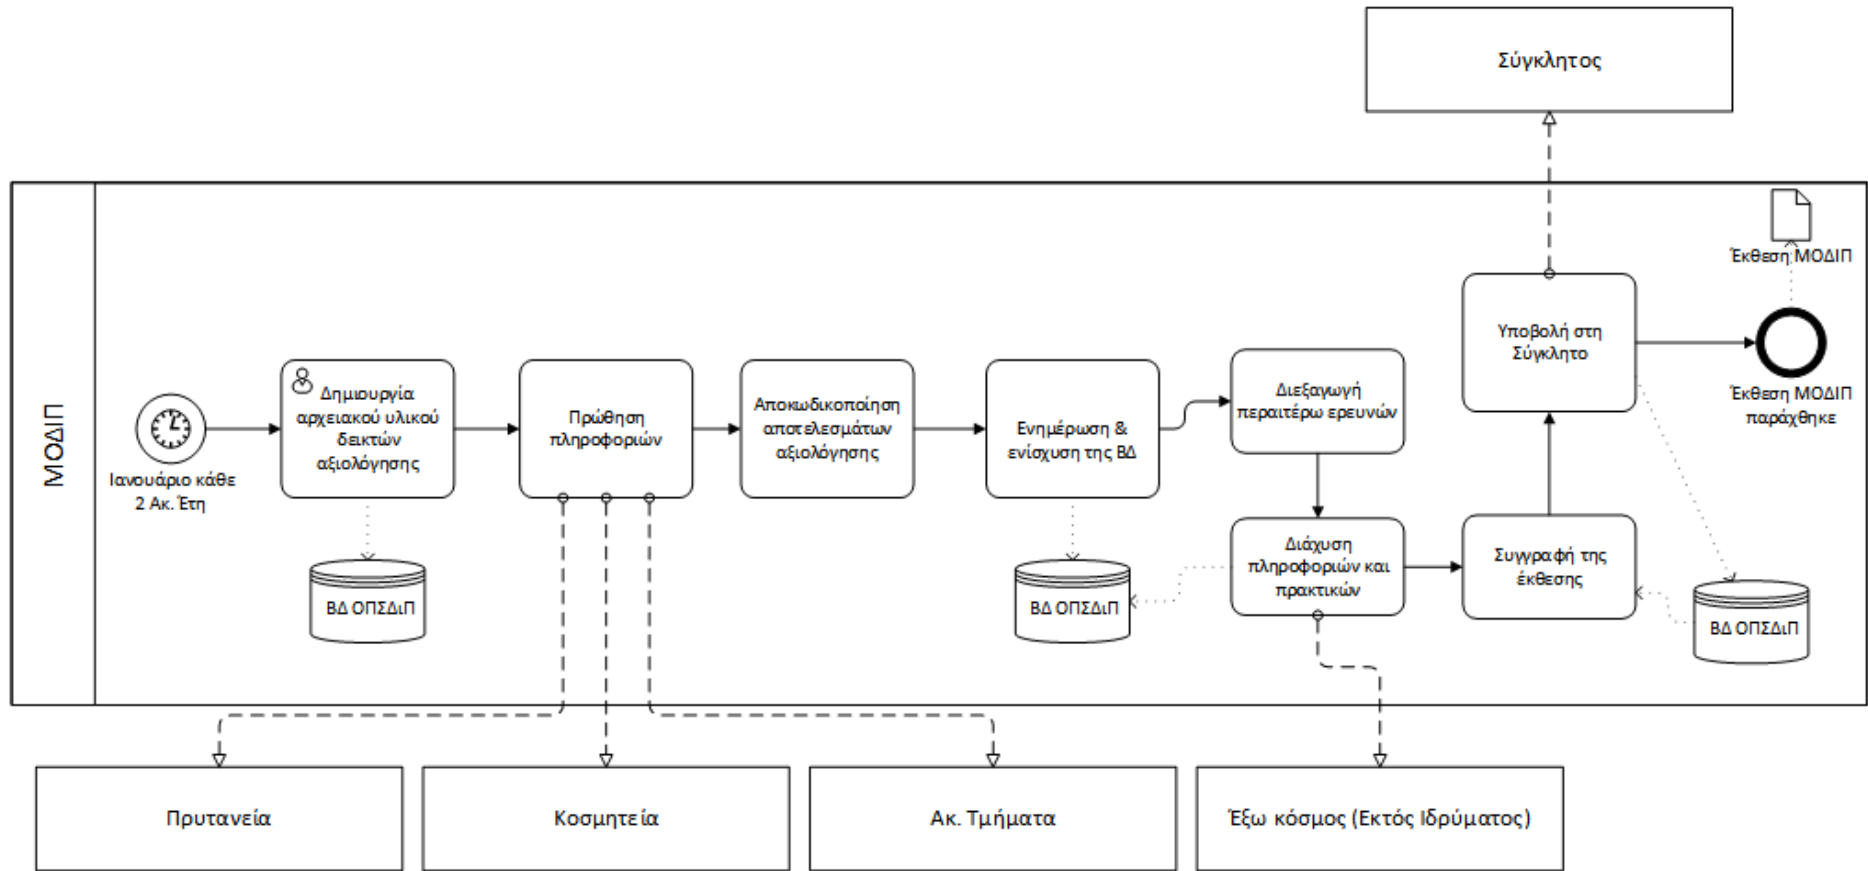 Σύγκλητος
ΜΟΔΙΠ
Ιανουάριο κάθε
2 Ακ. Έτη
Δημιουργία
αρχειακού υλικού
δεικτών
αξιολόγησης
ΒΔ ΟΠΣΔιΠ
Πρώθηση
πληροφοριών
Αποκωδικοποίηση
αποτελεσμάτων
αξιολόγησης
Ενημέρωση &
ενίσχυση της ΒΔ
ΒΔ ΟΠΣΔιΠ
Διεξαγωγή
περαιτέρω ερευνών
Διάχυση
πληροφοριών και
πρακτικών
Συγγραφή της
έκθεσης
Υποβολή στη
Σύγκλητο
ΒΔ ΟΠΣΔιΠ
Έκθεση ΜΟΔΙΠ
Έκθεση ΜΟΔΙΠ
παράχθηκε
Πρυτανεία
Κοσμητεία
Ακ. Τμήματα
Έξω κόσμος (Εκτός Ιδρύματος)